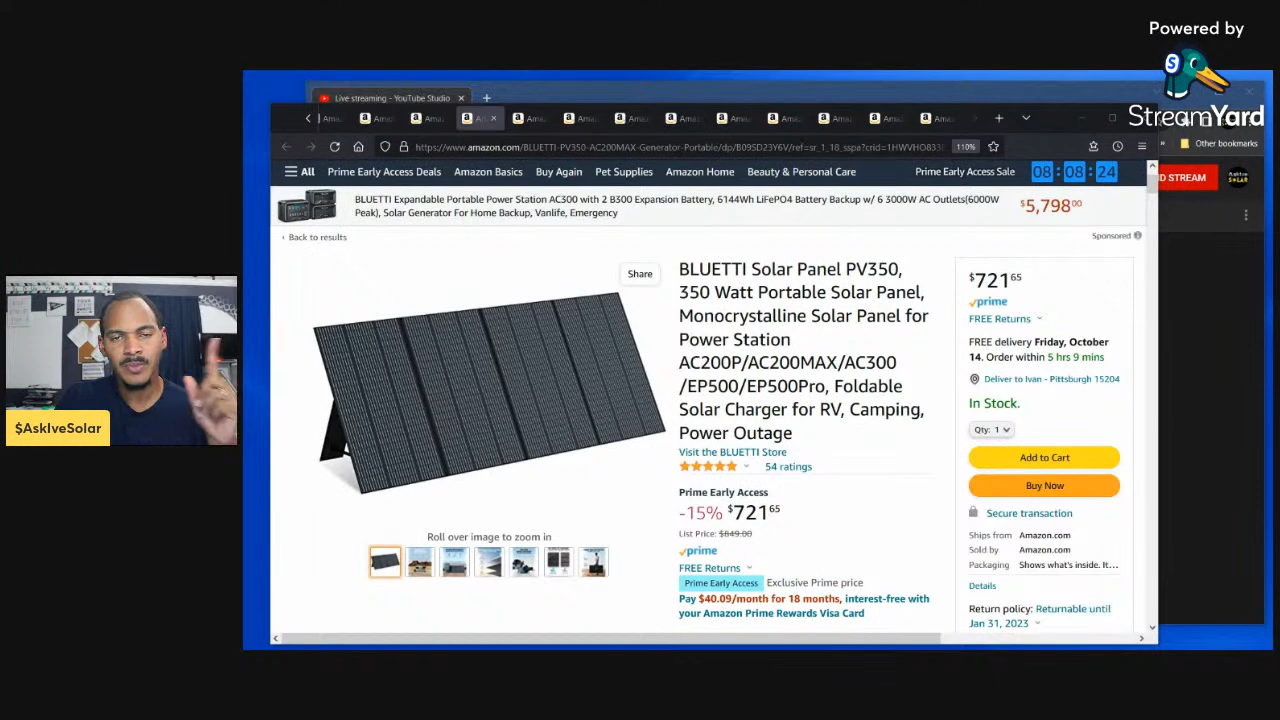 Powered by
StreamYard
Live streaming - YouTube Studio
https://www.amazon.com/BLUETTI-PV350-AC200MAX-Generator-Portable/dp/B09SD23Y6V/ref=sr_1_18_sspa?crid=1HWVHO833
110%
Other bookmarks
All Prime Early Access Deals Amazon Basics Buy Again Pet Supplies Amazon Home Beauty & Personal Care Prime Early Access Sale 08 : 08 : 24
ND STREAM
BLUETTI Expandable Portable Power Station AC300 with 2 B300 Expansion Battery, 6144Wh LiFePO4 Battery Backup w/ 6 3000W AC Outlets(6000W
Peak), Solar Generator For Home Backup, Vanlife, Emergency
$5,798.00
‹ Back to results
Sponsored
Share
BLUETTI Solar Panel PV350,
350 Watt Portable Solar Panel,
Monocrystalline Solar Panel for
Power Station
AC200P/AC200MAX/AC300
/EP500/EP500Pro, Foldable
Solar Charger for RV, Camping,
Power Outage
Visit the BLUETTI Store
54 ratings
Prime Early Access
-15% $721 65
List Price: $849.00
prime
FREE Returns
Prime Early Access Exclusive Prime price
Pay $40.09/month for 18 months, interest-free with
your Amazon Prime Rewards Visa Card
Roll over image to zoom in
$721 65
prime
FREE Returns
FREE delivery Friday, October
14. Order within 5 hrs 9 mins
Deliver to Ivan - Pittsburgh 15204
In Stock.
Qty: 1
Add to Cart
Buy Now
Secure transaction
Ships from Amazon.com
Sold by Amazon.com
Packaging Shows what's inside. It…
Details
Return policy: Returnable until
Jan 31, 2023
$AskIveSolar